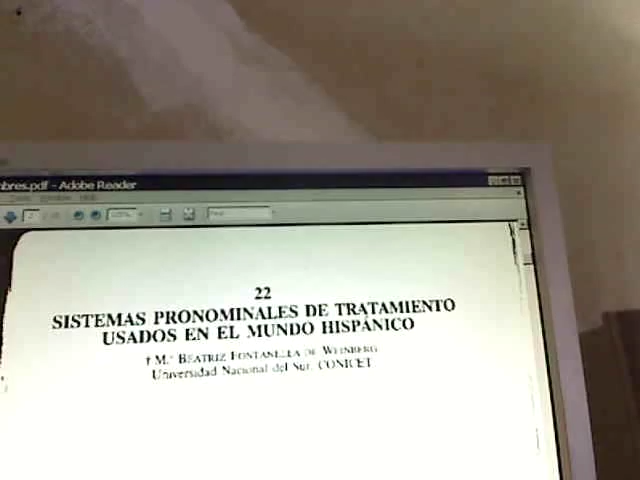 bres.pdf - Adobe Reader
22
SISTEMAS PRONOMINALES DE TRATAMIENTO
USADOS EN EL MUNDO HISPÁNICO
† M.ª BEATRIZ FONTANELLA DE WEINBERG
Universidad Nacional del Sur. CONICET